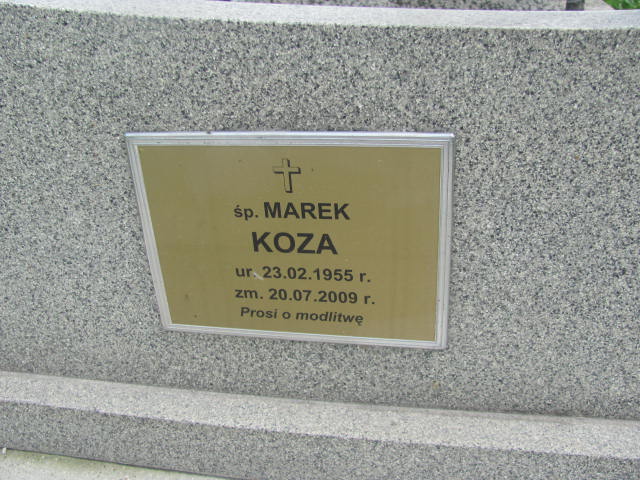 śp. MAREK
KOZA
ur. 23.02.1955 r.
zm. 20.07.2009 r.
Prosi o modlitwę